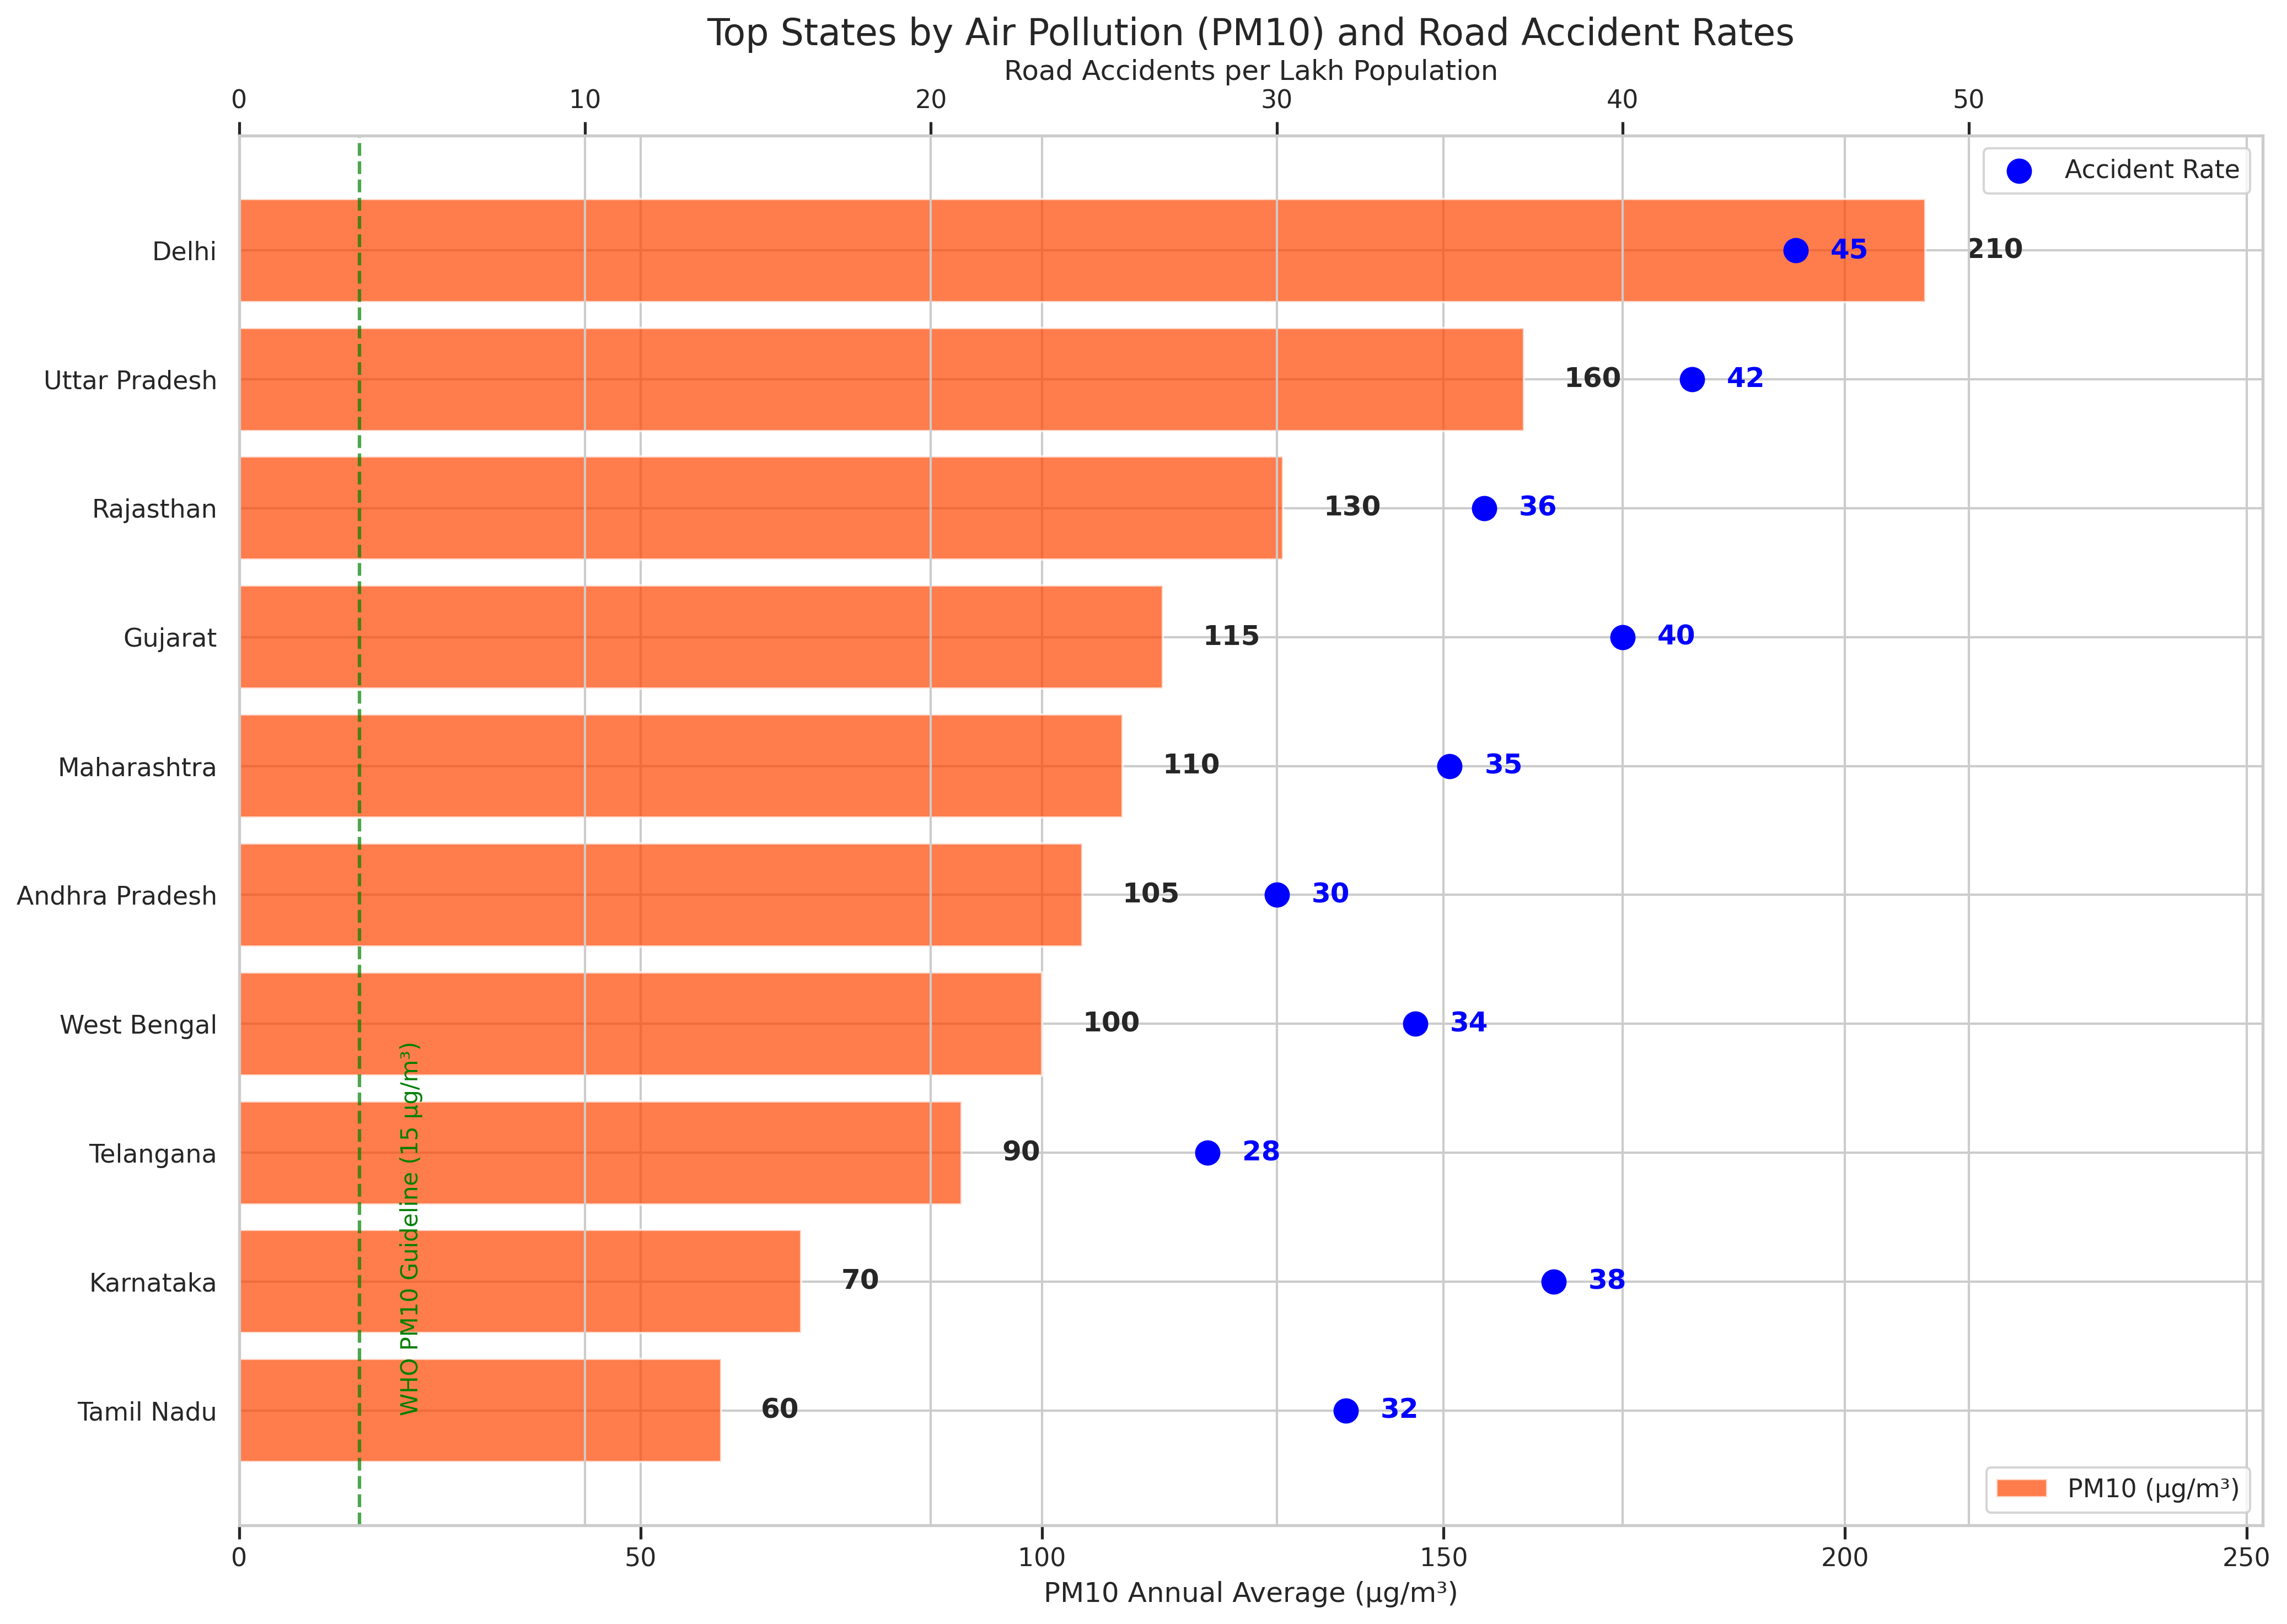 Top States by Air Pollution (PM10) and Road Accident Rates
Road Accidents per Lakh Population
0 10 20 30 40 50
Accident Rate
Delhi 45 210
Uttar Pradesh 160 42
Rajasthan 130 36
Gujarat 115 40
Maharashtra 110 35
Andhra Pradesh 105 30
West Bengal 100 34
Telangana 90 28
Karnataka 70 38
Tamil Nadu 60 32
WHO PM10 Guideline (15 µg/m³)
PM10 (µg/m³)
0 50 100 150 200 250
PM10 Annual Average (µg/m³)